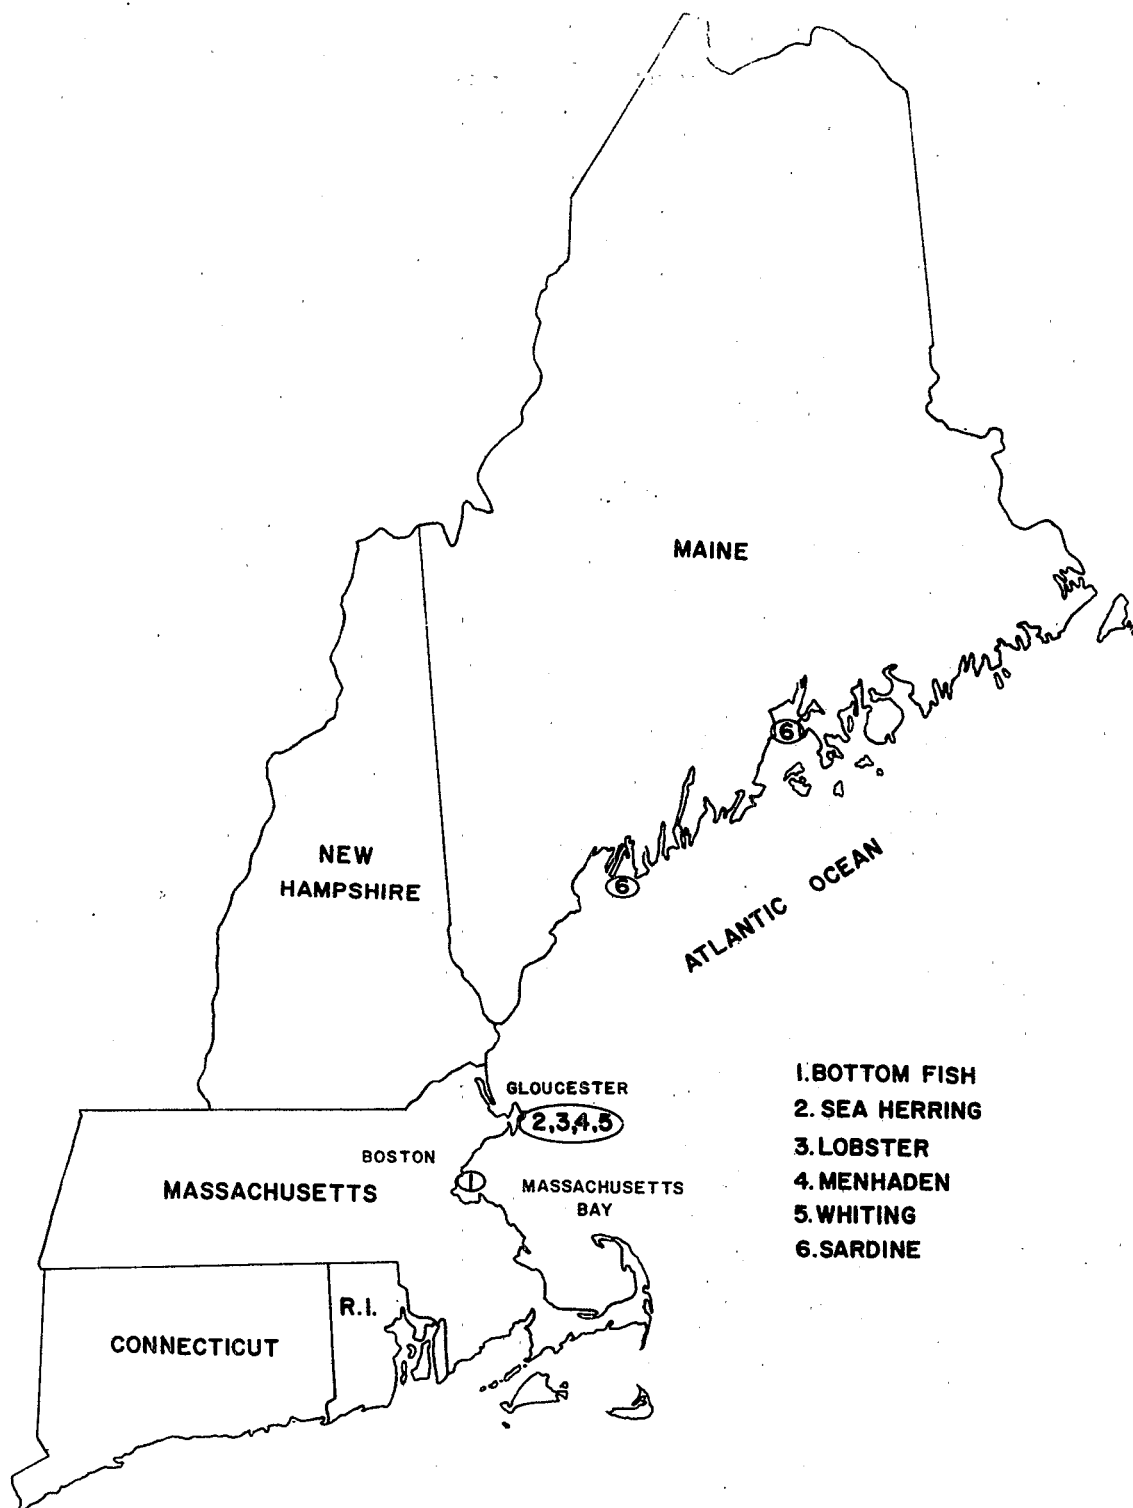 MAINE
6
NEW
HAMPSHIRE
6
ATLANTIC OCEAN
GLOUCESTER
2,3,4,5
BOSTON
1
MASSACHUSETTS
MASSACHUSETTS
BAY
R.I.
CONNECTICUT
1. BOTTOM FISH
2. SEA HERRING
3. LOBSTER
4. MENHADEN
5. WHITING
6. SARDINE